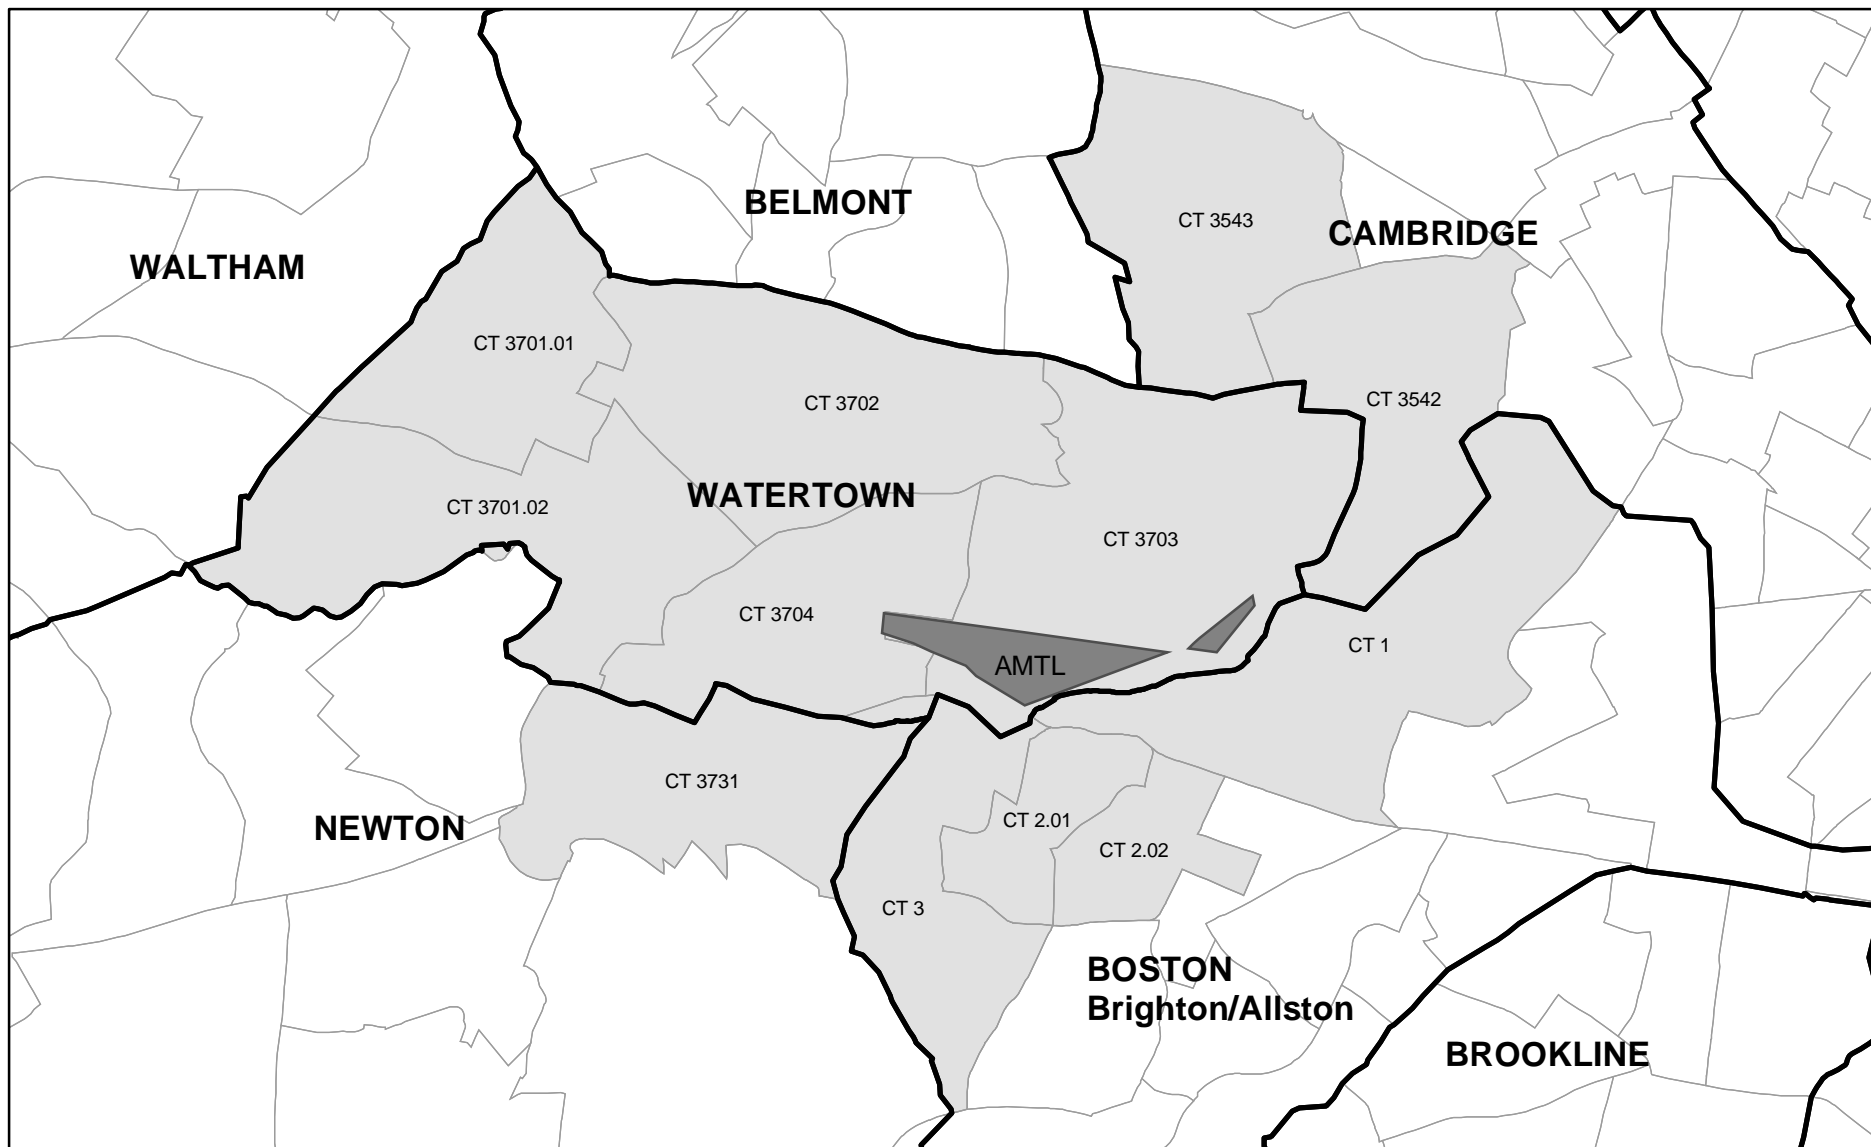 BELMONT
CT 3543
CAMBRIDGE
WALTHAM
CT 3701.01
CT 3702
CT 3542
WATERTOWN
CT 3701.02
CT 3703
CT 3704
CT 1
AMTL
CT 3731
NEWTON
CT 2.01
CT 2.02
CT 3
BOSTON
Brighton/Allston
BROOKLINE